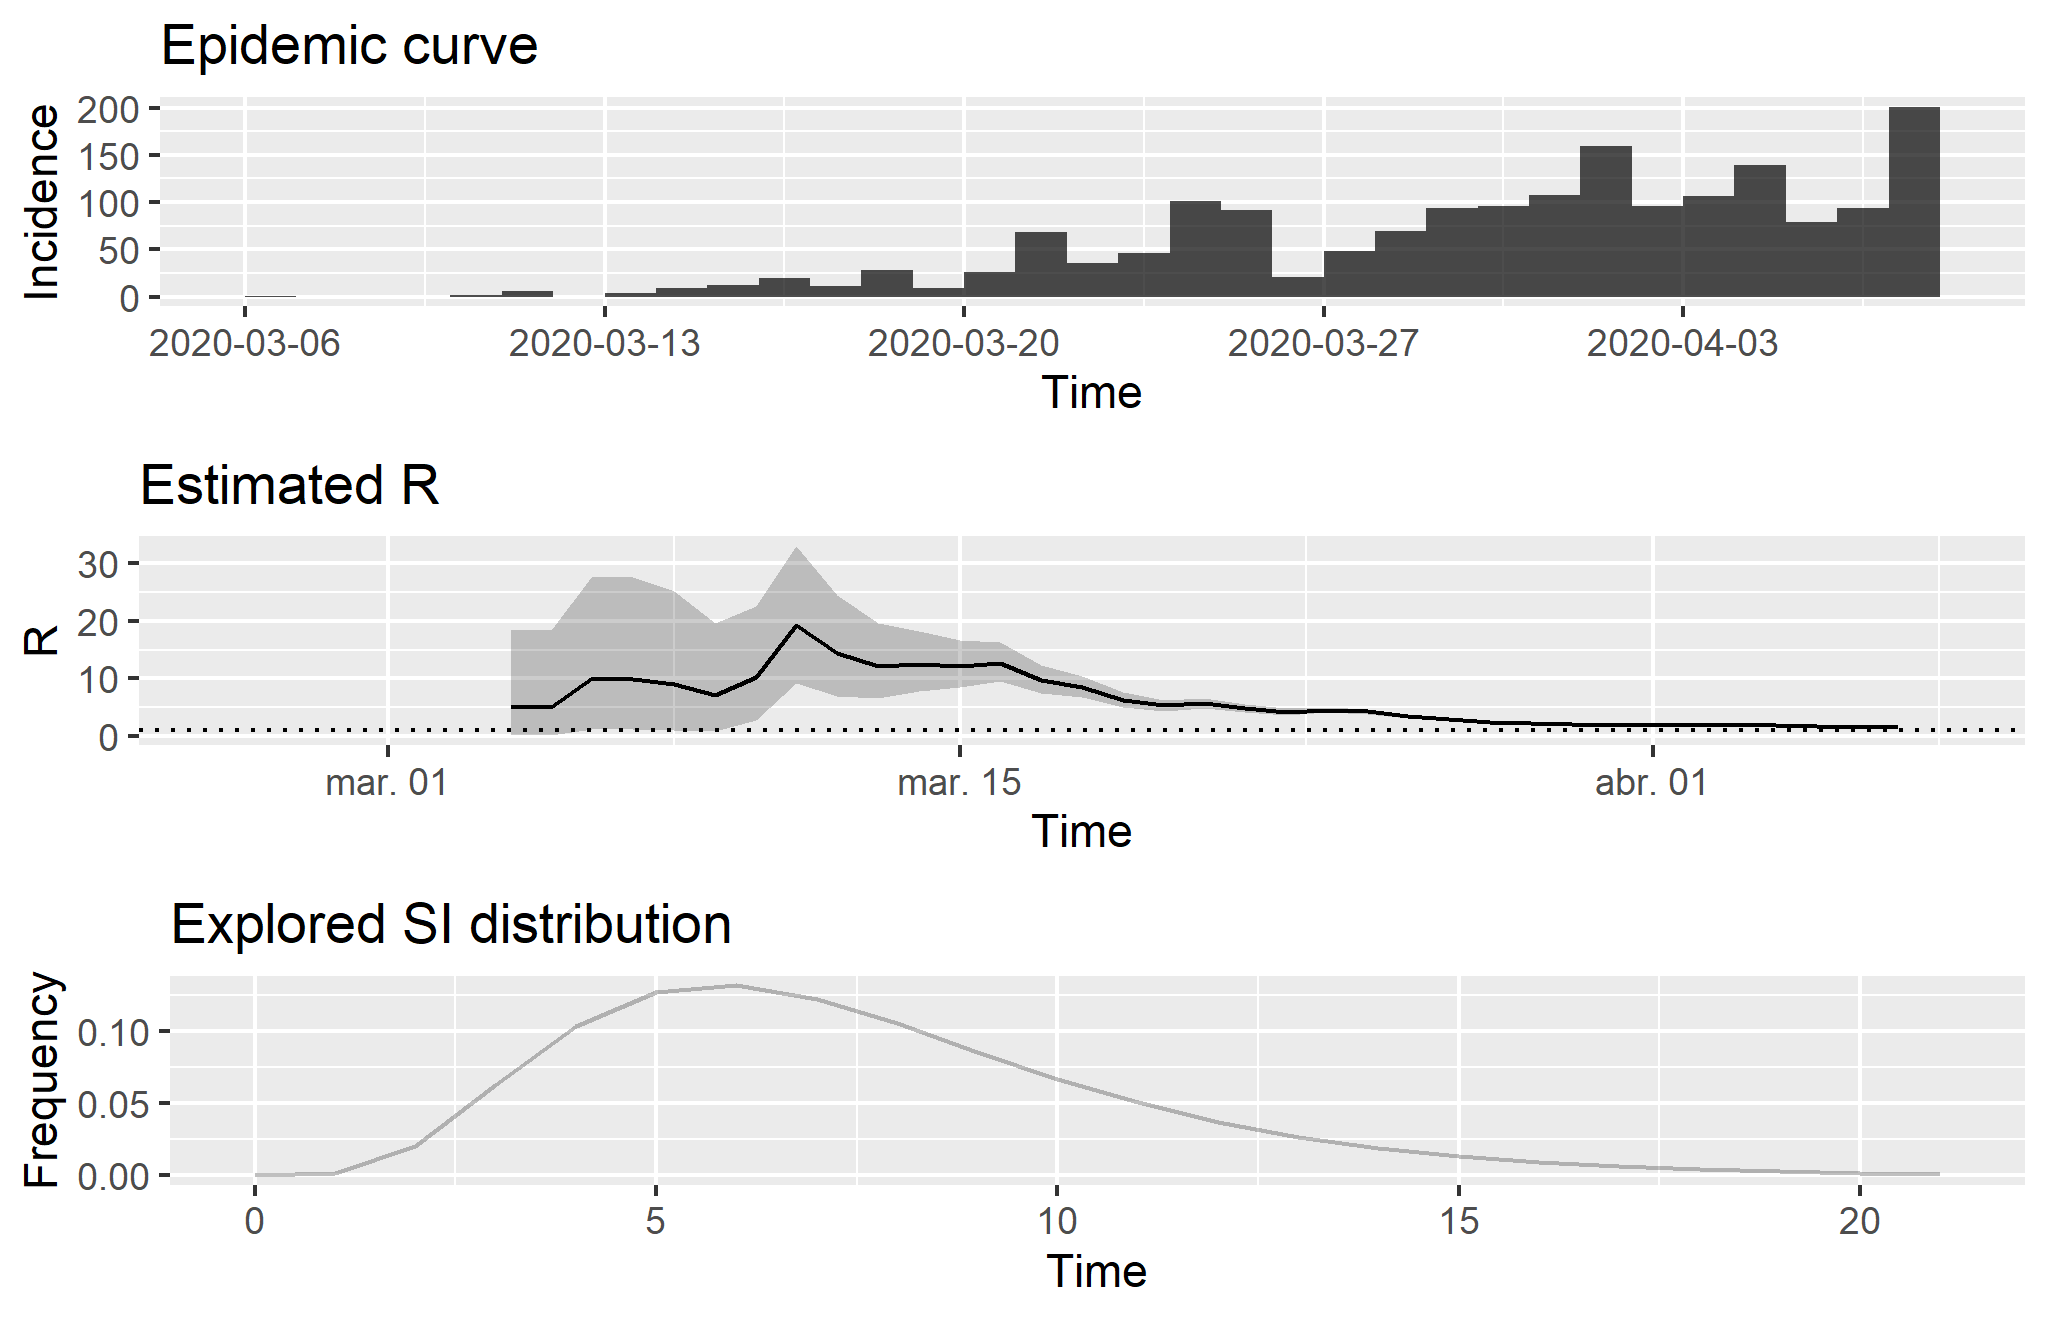 Epidemic curve
Incidence
200
150
100
50
0
2020-03-06 2020-03-13 2020-03-20 2020-03-27 2020-04-03
Time
Estimated R
R
30
20
10
0
mar. 01 mar. 15 abr. 01
Time
Explored SI distribution
Frequency
0.10
0.05
0.00
0 5 10 15 20
Time